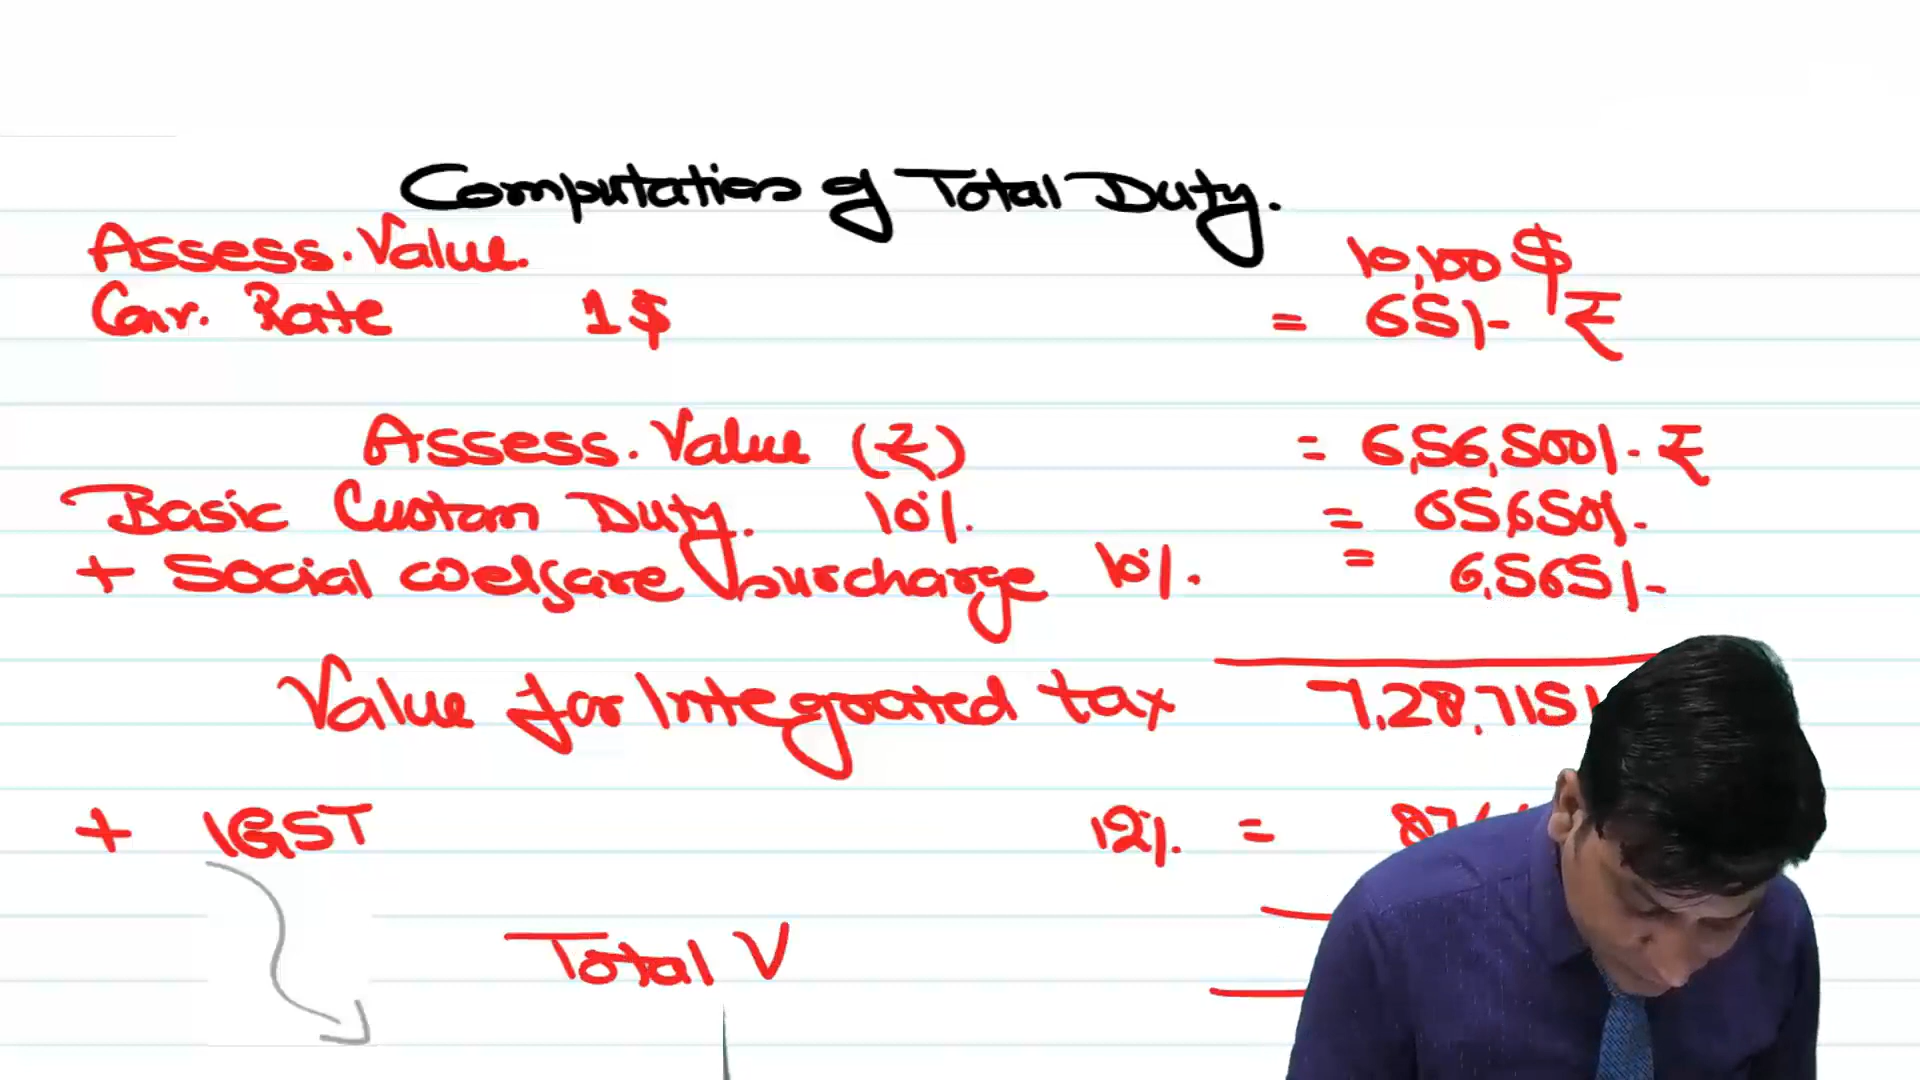 Computation of Total Duty.
Assess. Value. 10,100 $
Con. Rate 1 $ = 65/- ₹
Assess. Value (₹) = 6,56,500/- ₹
Basic Custom Duty. 10%. = 65,650/-
+ Social Welfare Surcharge 10%. = 6,565/-
Value for Integrated tax 7,28,715/
+ IGST 12%. =
Total V